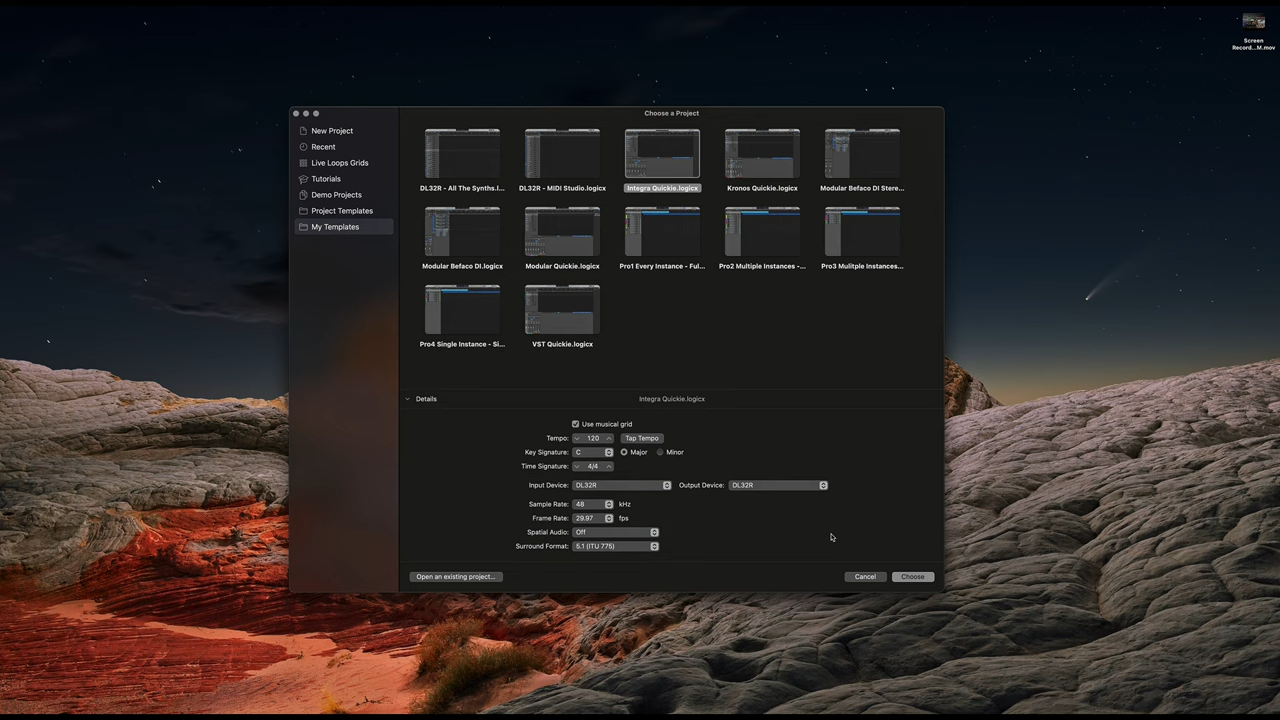 Screen
Record...M.mov
Choose a Project
New Project
Recent
Live Loops Grids
Tutorials
Demo Projects
Project Templates
My Templates
DL32R - All The Synths.l...
DL32R - MIDI Studio.logicx
Integra Quickie.logicx
Kronos Quickie.logicx
Modular Befaco DI Stere...
Modular Befaco DI.logicx
Modular Quickie.logicx
Pro1 Every Instance - Ful...
Pro2 Multiple Instances -...
Pro3 Mulitple Instances...
Pro4 Single Instance - Si...
VST Quickie.logicx
Details
Integra Quickie.logicx
Use musical grid
Tempo: 120 Tap Tempo
Key Signature: C Major Minor
Time Signature: 4/4
Input Device: DL32R Output Device: DL32R
Sample Rate: 48 kHz
Frame Rate: 29.97 fps
Spatial Audio: Off
Surround Format: 5.1 (ITU 775)
Open an existing project... Cancel Choose